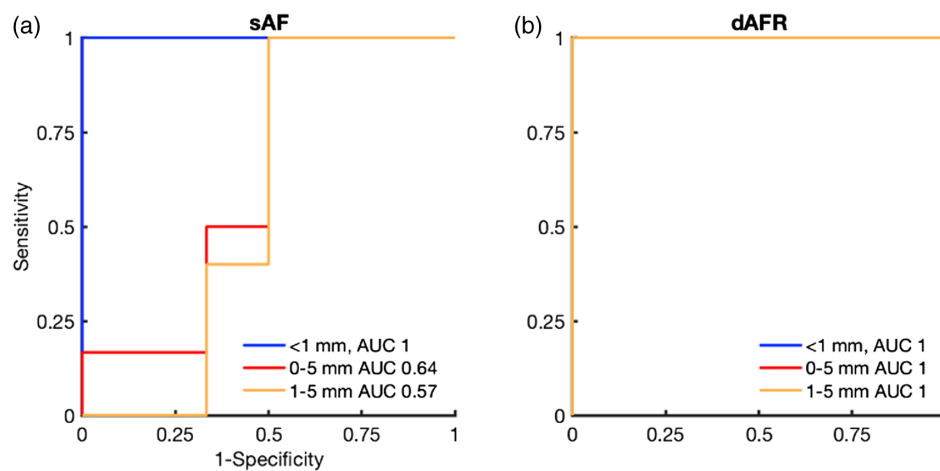 (a) sAF
1
0.75
0.5
0.25
0
Sensitivity
<1 mm, AUC 1
0-5 mm AUC 0.64
1-5 mm AUC 0.57
0 0.25 0.5 0.75 1
1-Specificity
(b) dAFR
1
0.75
0.5
0.25
0
<1 mm, AUC 1
0-5 mm AUC 1
1-5 mm AUC 1
0 0.25 0.5 0.75